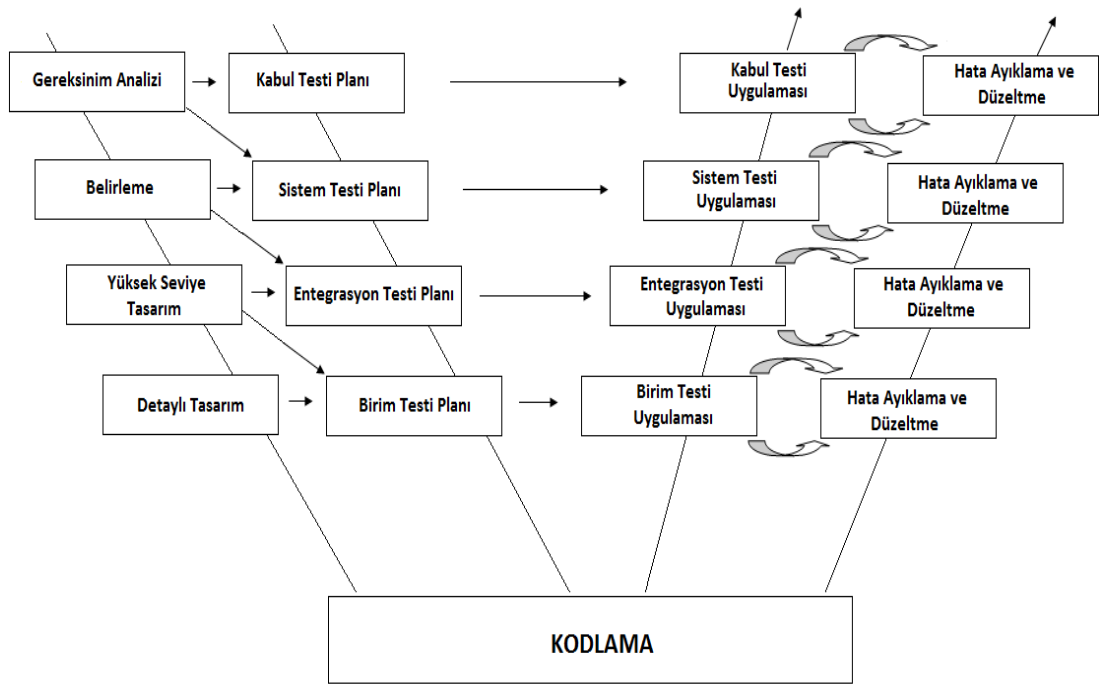 Gereksinim Analizi
Kabul Testi Planı
Kabul Testi
Uygulaması
Hata Ayıklama ve
Düzeltme
Belirleme
Sistem Testi Planı
Sistem Testi
Uygulaması
Hata Ayıklama ve
Düzeltme
Yüksek Seviye
Tasarım
Entegrasyon Testi Planı
Entegrasyon Testi
Uygulaması
Hata Ayıklama ve
Düzeltme
Detaylı Tasarım
Birim Testi Planı
Birim Testi
Uygulaması
Hata Ayıklama ve
Düzeltme
KODLAMA